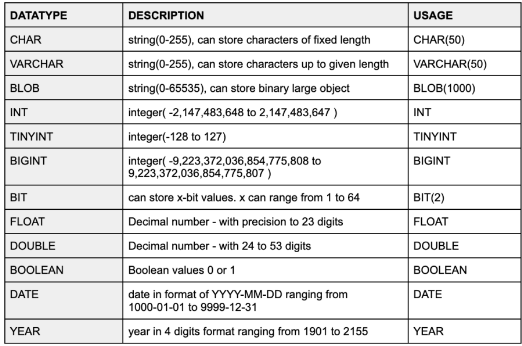 DATATYPE DESCRIPTION USAGE
CHAR string(0-255), can store characters of fixed length CHAR(50)
VARCHAR string(0-255), can store characters up to given length VARCHAR(50)
BLOB string(0-65535), can store binary large object BLOB(1000)
INT integer( -2,147,483,648 to 2,147,483,647 ) INT
TINYINT integer(-128 to 127) TINYINT
BIGINT integer( -9,223,372,036,854,775,808 to BIGINT
9,223,372,036,854,775,807 )
BIT can store x-bit values. x can range from 1 to 64 BIT(2)
FLOAT Decimal number - with precision to 23 digits FLOAT
DOUBLE Decimal number - with 24 to 53 digits DOUBLE
BOOLEAN Boolean values 0 or 1 BOOLEAN
DATE date in format of YYYY-MM-DD ranging from DATE
1000-01-01 to 9999-12-31
YEAR year in 4 digits format ranging from 1901 to 2155 YEAR